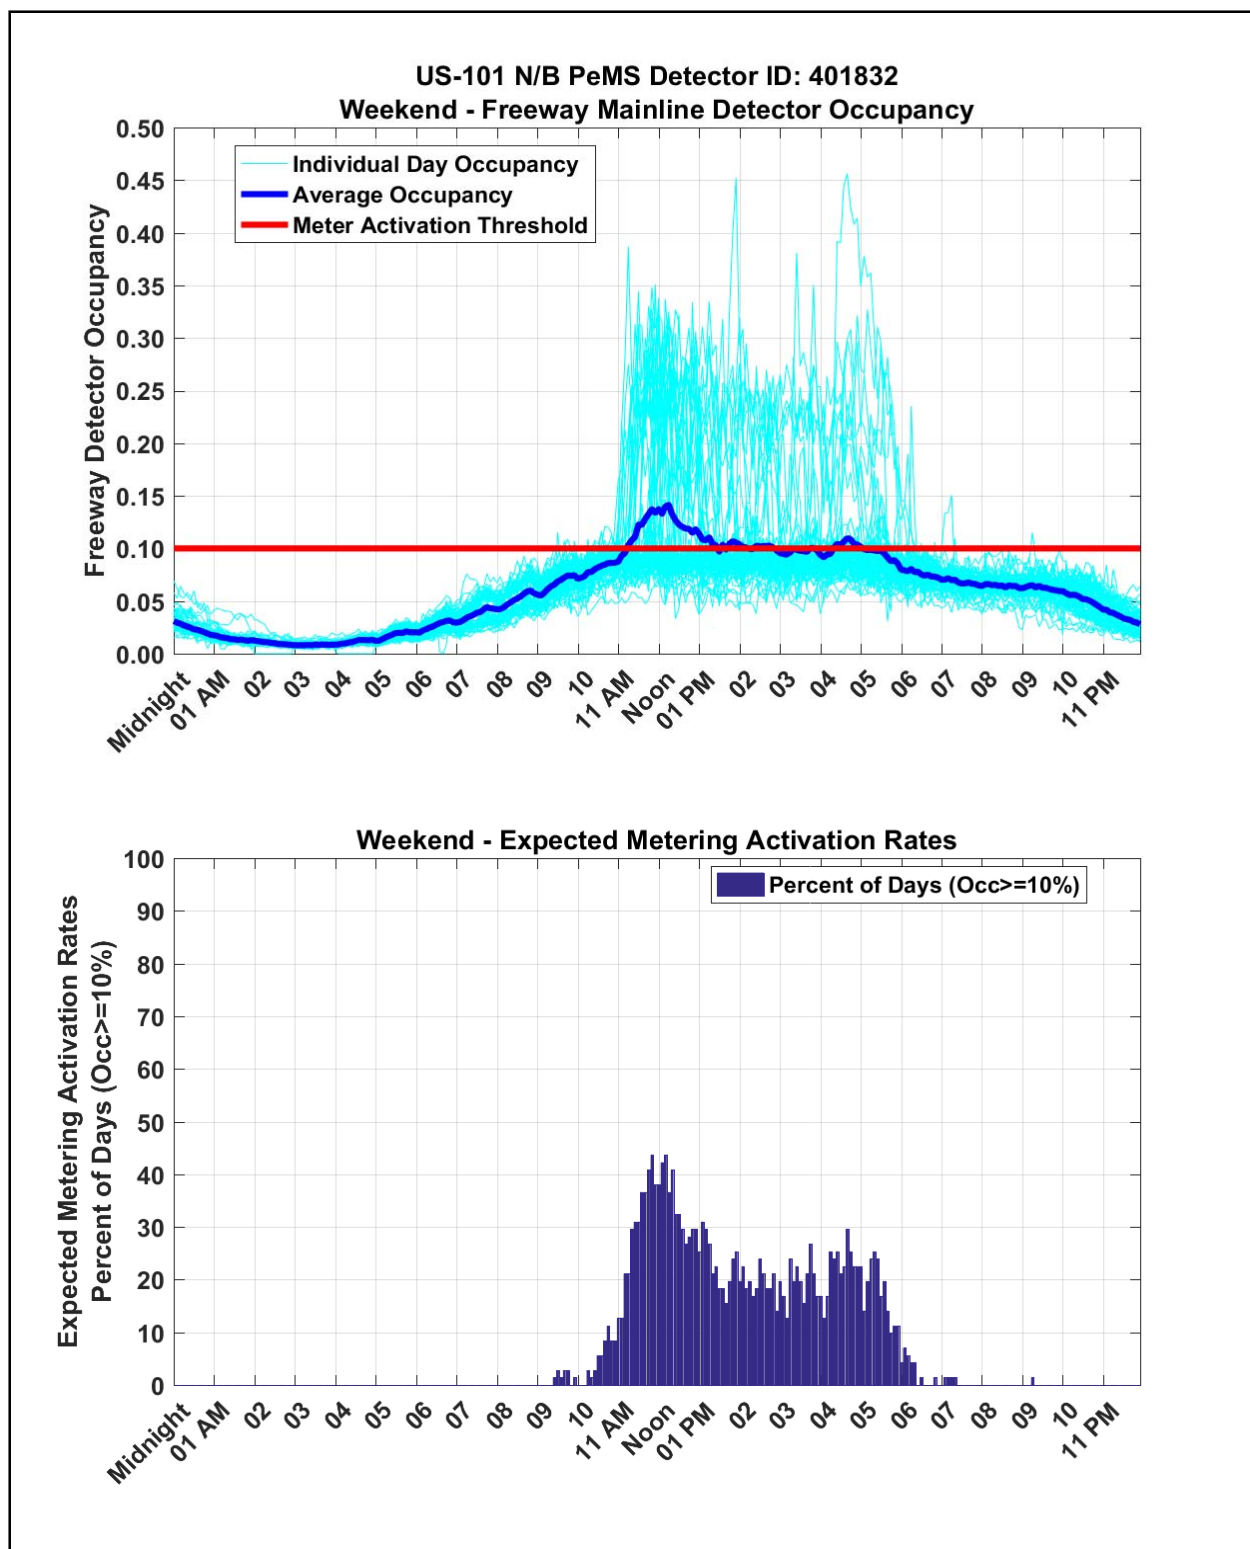 US-101 N/B PeMS Detector ID: 401832
Weekend - Freeway Mainline Detector Occupancy
Freeway Detector Occupancy
0.50
0.45
0.40
0.35
0.30
0.25
0.20
0.15
0.10
0.05
0.00
Individual Day Occupancy
Average Occupancy
Meter Activation Threshold
Midnight
01 AM
02
03
04
05
06
07
08
09
10
11 AM
Noon
01 PM
02
03
04
05
06
07
08
09
10
11 PM
Weekend - Expected Metering Activation Rates
Expected Metering Activation Rates
Percent of Days (Occ>=10%)
100
90
80
70
60
50
40
30
20
10
0
Percent of Days (Occ>=10%)
Midnight
01 AM
02
03
04
05
06
07
08
09
10
11 AM
Noon
01 PM
02
03
04
05
06
07
08
09
10
11 PM